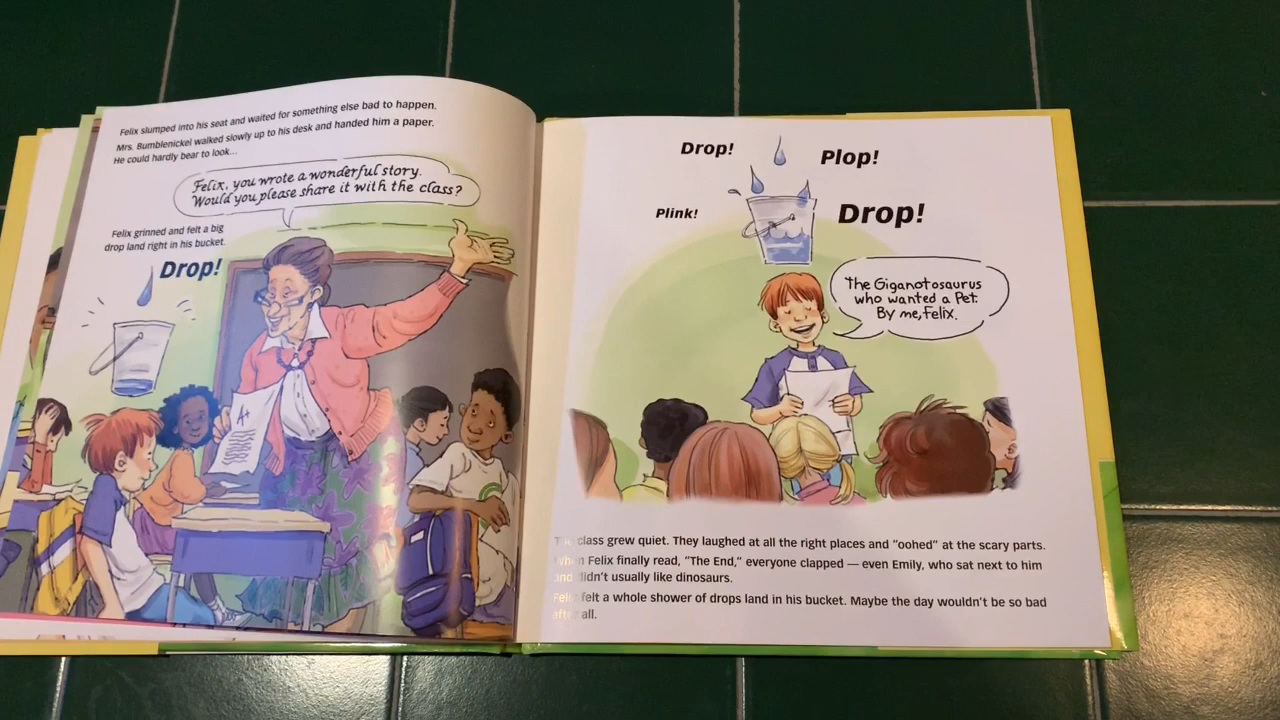 Felix slumped into his seat and waited for something else bad to happen.
Mrs. Bumblenickel walked slowly up to his desk and handed him a paper.
He could hardly bear to look...
Felix, you wrote a wonderful story.
Would you please share it with the class?
Felix grinned and felt a big
drop land right in his bucket.
Drop!
A+
Drop!
Plop!
Plink!
Drop!
The Giganotosaurus
who wanted a Pet.
By me, Felix.
The class grew quiet. They laughed at all the right places and "oohed" at the scary parts.
When Felix finally read, "The End," everyone clapped — even Emily, who sat next to him
and didn't usually like dinosaurs.
Felix felt a whole shower of drops land in his bucket. Maybe the day wouldn't be so bad
after all.